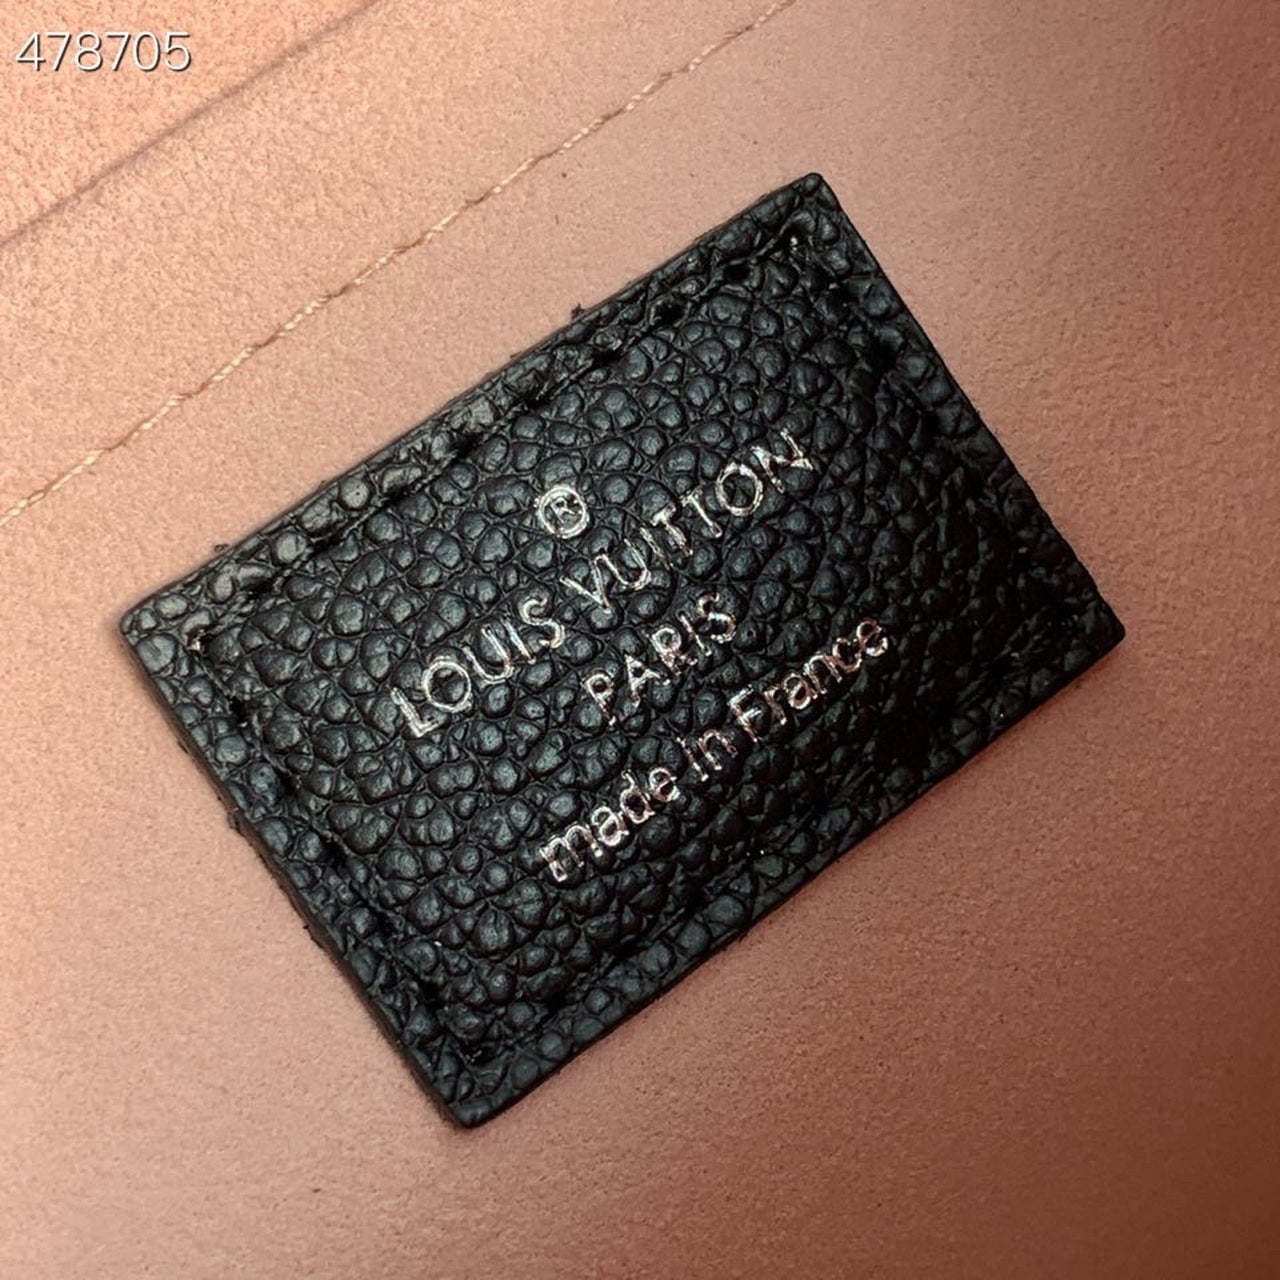 478705
®
LOUIS VUITTON
PARIS
made in France